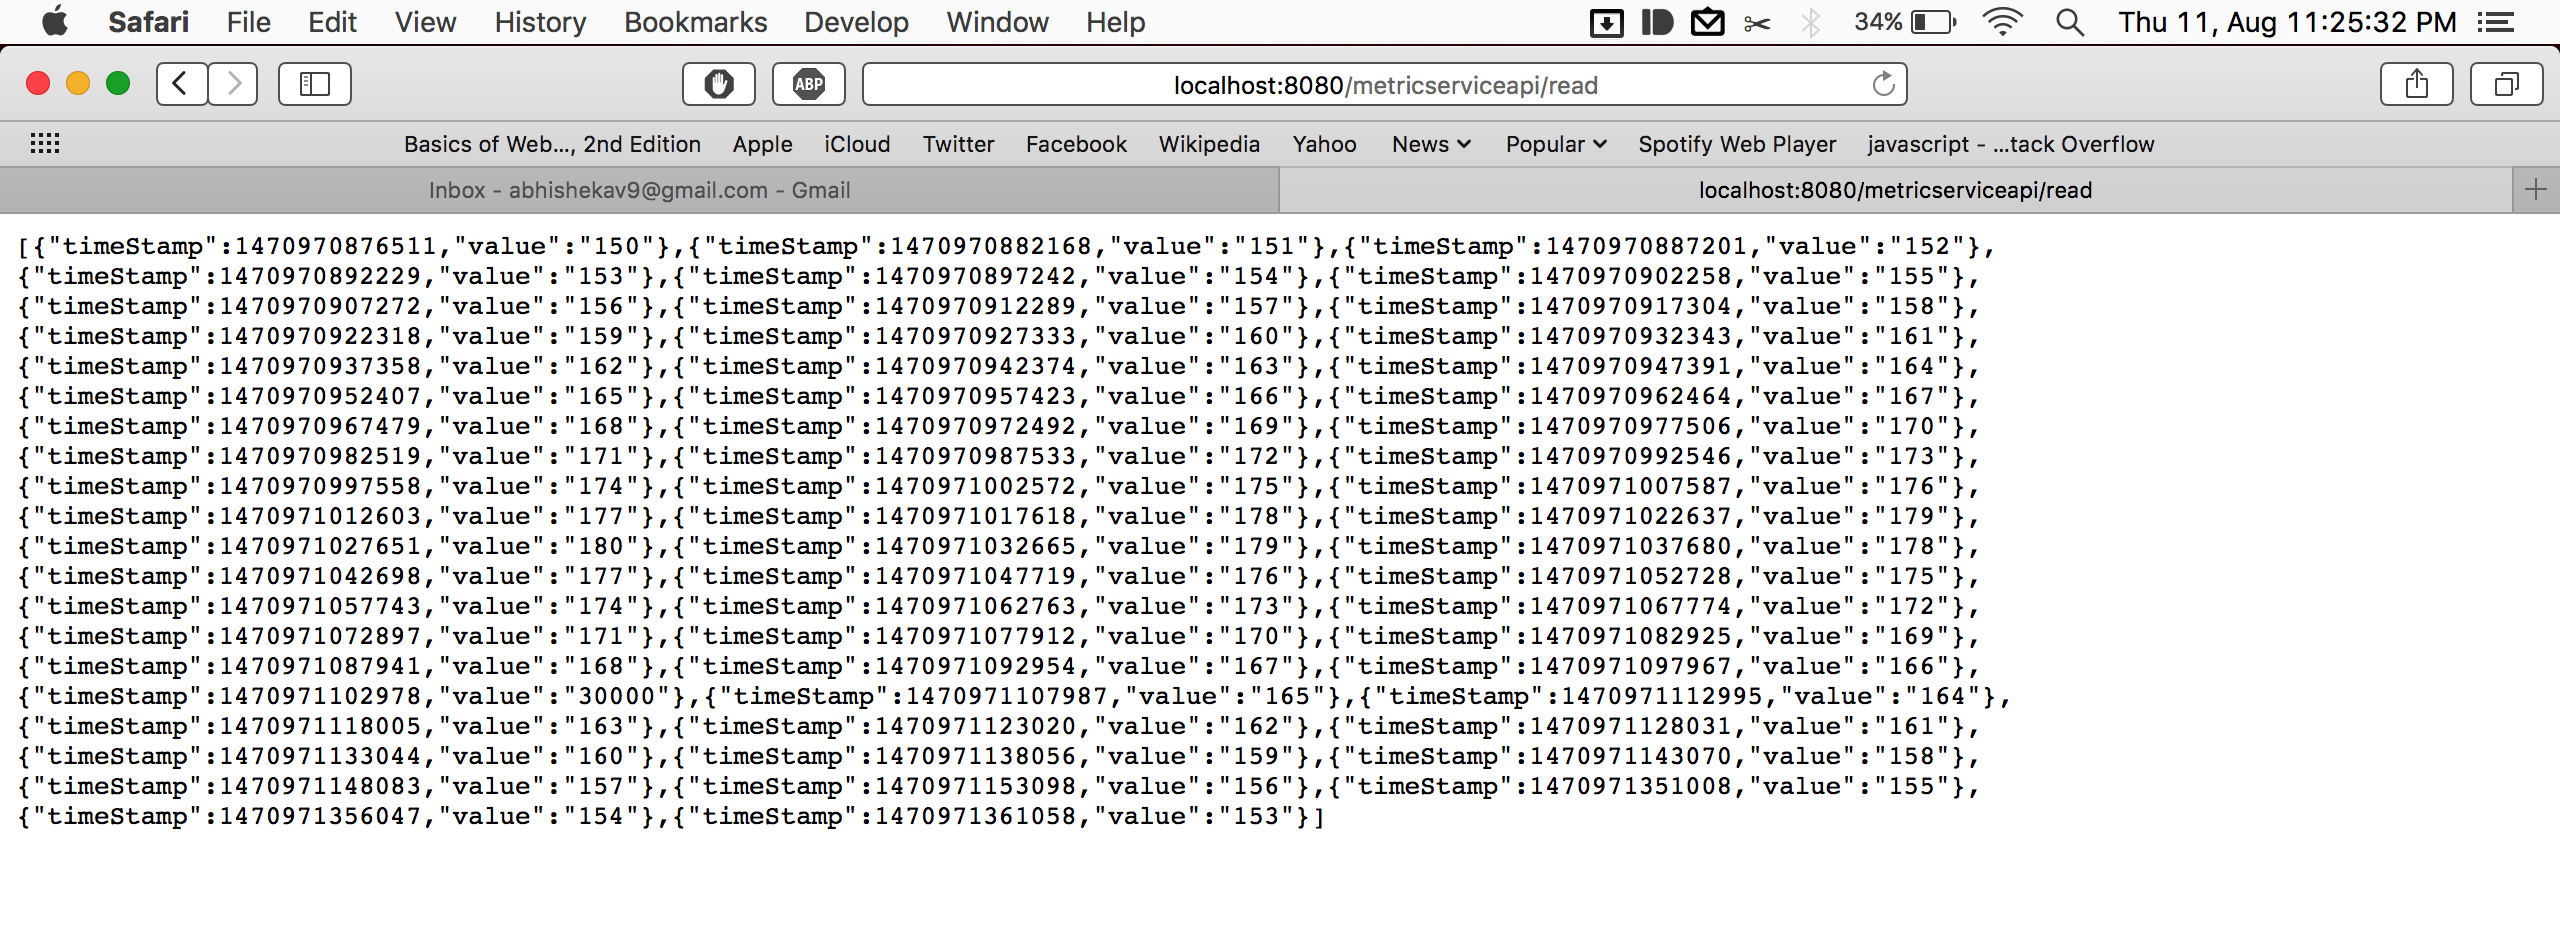 Safari File Edit View History Bookmarks Develop Window Help 34% Thu 11, Aug 11:25:32 PM
ABP localhost:8080/metricserviceapi/read
Basics of Web..., 2nd Edition Apple iCloud Twitter Facebook Wikipedia Yahoo News Popular Spotify Web Player javascript - ...tack Overflow
Inbox - abhishekav9@gmail.com - Gmail localhost:8080/metricserviceapi/read
[{"timeStamp":1470970876511,"value":"150"},{"timeStamp":1470970882168,"value":"151"},{"timeStamp":1470970887201,"value":"152"},
{"timeStamp":1470970892229,"value":"153"},{"timeStamp":1470970897242,"value":"154"},{"timeStamp":1470970902258,"value":"155"},
{"timeStamp":1470970907272,"value":"156"},{"timeStamp":1470970912289,"value":"157"},{"timeStamp":1470970917304,"value":"158"},
{"timeStamp":1470970922318,"value":"159"},{"timeStamp":1470970927333,"value":"160"},{"timeStamp":1470970932343,"value":"161"},
{"timeStamp":1470970937358,"value":"162"},{"timeStamp":1470970942374,"value":"163"},{"timeStamp":1470970947391,"value":"164"},
{"timeStamp":1470970952407,"value":"165"},{"timeStamp":1470970957423,"value":"166"},{"timeStamp":1470970962464,"value":"167"},
{"timeStamp":1470970967479,"value":"168"},{"timeStamp":1470970972492,"value":"169"},{"timeStamp":1470970977506,"value":"170"},
{"timeStamp":1470970982519,"value":"171"},{"timeStamp":1470970987533,"value":"172"},{"timeStamp":1470970992546,"value":"173"},
{"timeStamp":1470970997558,"value":"174"},{"timeStamp":1470971002572,"value":"175"},{"timeStamp":1470971007587,"value":"176"},
{"timeStamp":1470971012603,"value":"177"},{"timeStamp":1470971017618,"value":"178"},{"timeStamp":1470971022637,"value":"179"},
{"timeStamp":1470971027651,"value":"180"},{"timeStamp":1470971032665,"value":"179"},{"timeStamp":1470971037680,"value":"178"},
{"timeStamp":1470971042698,"value":"177"},{"timeStamp":1470971047719,"value":"176"},{"timeStamp":1470971052728,"value":"175"},
{"timeStamp":1470971057743,"value":"174"},{"timeStamp":1470971062763,"value":"173"},{"timeStamp":1470971067774,"value":"172"},
{"timeStamp":1470971072897,"value":"171"},{"timeStamp":1470971077912,"value":"170"},{"timeStamp":1470971082925,"value":"169"},
{"timeStamp":1470971087941,"value":"168"},{"timeStamp":1470971092954,"value":"167"},{"timeStamp":1470971097967,"value":"166"},
{"timeStamp":1470971102978,"value":"30000"},{"timeStamp":1470971107987,"value":"165"},{"timeStamp":1470971112995,"value":"164"},
{"timeStamp":1470971118005,"value":"163"},{"timeStamp":1470971123020,"value":"162"},{"timeStamp":1470971128031,"value":"161"},
{"timeStamp":1470971133044,"value":"160"},{"timeStamp":1470971138056,"value":"159"},{"timeStamp":1470971143070,"value":"158"},
{"timeStamp":1470971148083,"value":"157"},{"timeStamp":1470971153098,"value":"156"},{"timeStamp":1470971351008,"value":"155"},
{"timeStamp":1470971356047,"value":"154"},{"timeStamp":1470971361058,"value":"153"}]